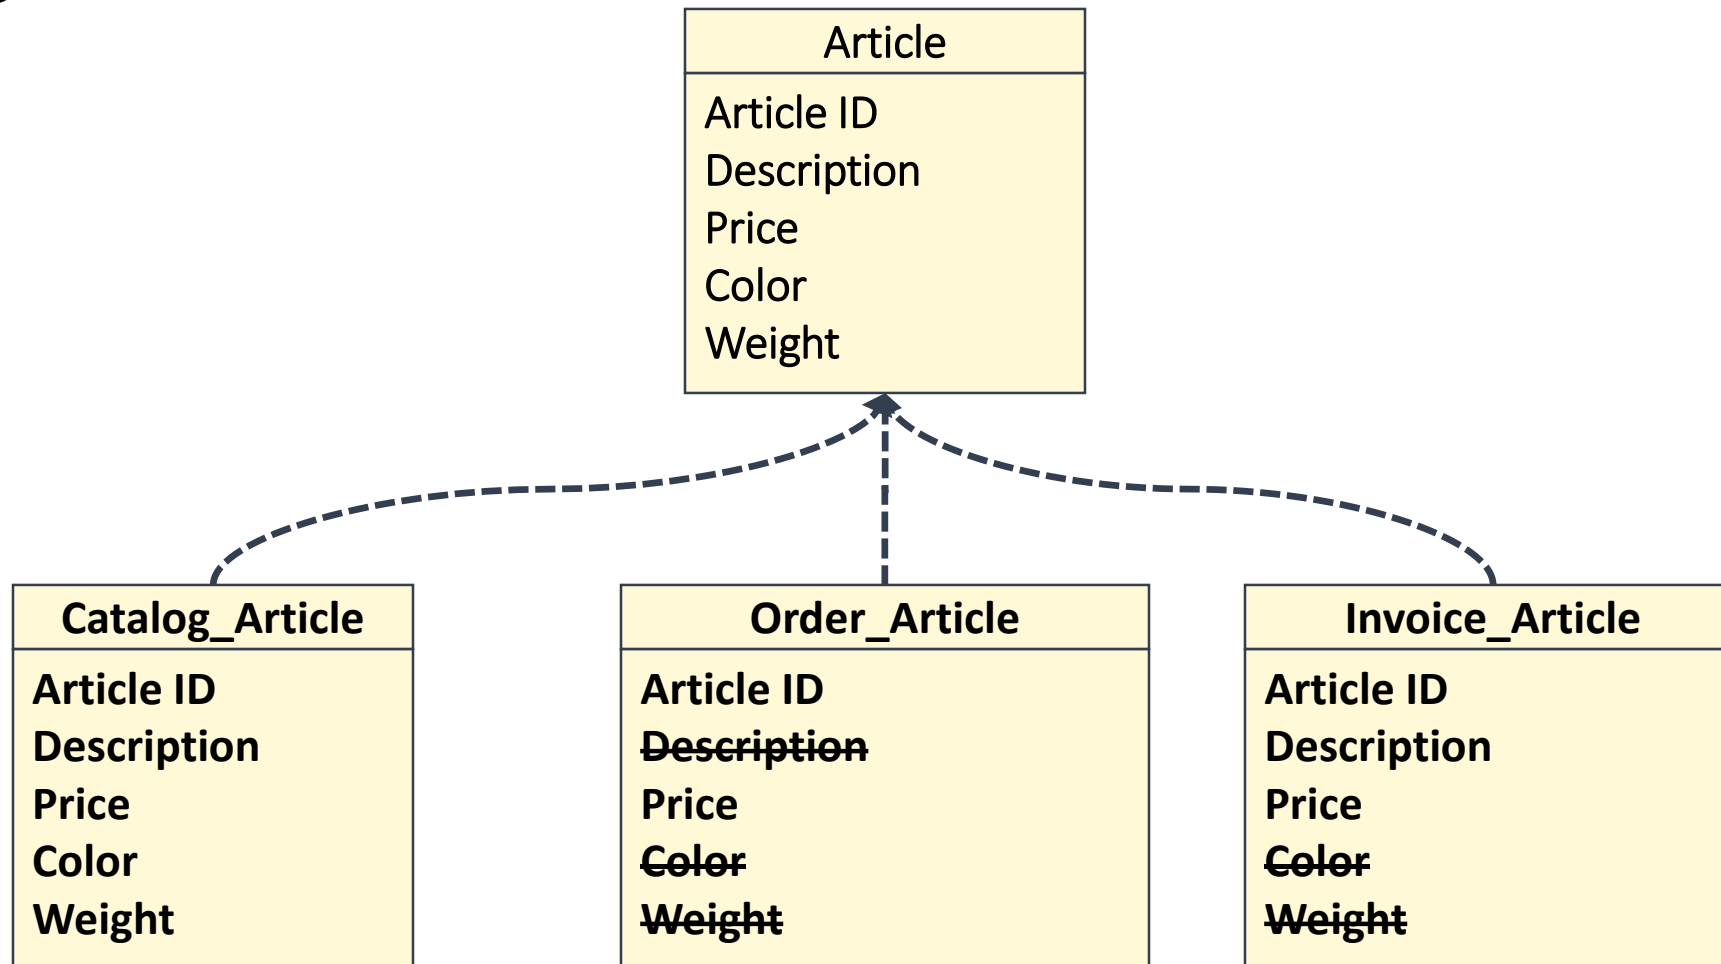 Article
Article ID
Description
Price
Color
Weight
Catalog_Article
Article ID
Description
Price
Color
Weight
Order_Article
Article ID
Description
Price
Color
Weight
Invoice_Article
Article ID
Description
Price
Color
Weight